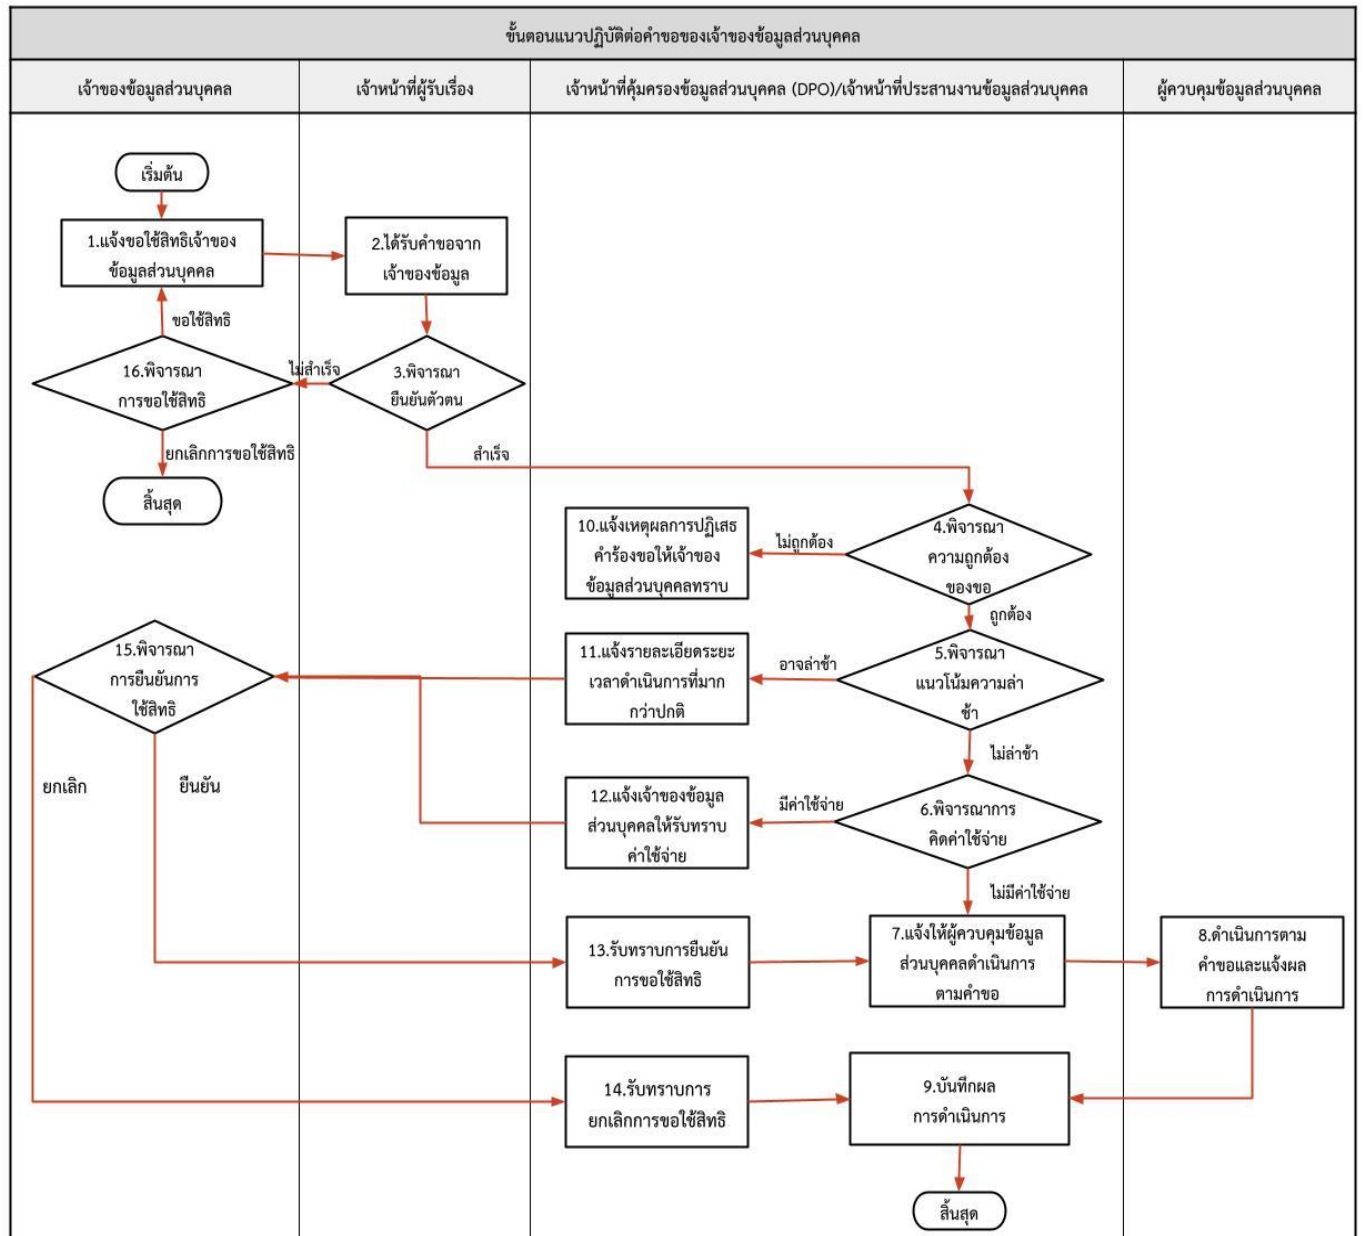 ขั้นตอนแนวปฏิบัติต่อคำขอของเจ้าของข้อมูลส่วนบุคคล
เจ้าของข้อมูลส่วนบุคคล
เจ้าหน้าที่ผู้รับเรื่อง
เจ้าหน้าที่คุ้มครองข้อมูลส่วนบุคคล (DPO)/เจ้าหน้าที่ประสานงานข้อมูลส่วนบุคคล
ผู้ควบคุมข้อมูลส่วนบุคคล
เริ่มต้น
1.แจ้งขอใช้สิทธิเจ้าของ
ข้อมูลส่วนบุคคล
2.ได้รับคำขอจาก
เจ้าของข้อมูล
ขอใช้สิทธิ
16.พิจารณา
การขอใช้สิทธิ
ไม่สำเร็จ
3.พิจารณา
ยืนยันตัวตน
ยกเลิกการขอใช้สิทธิ
สำเร็จ
สิ้นสุด
10.แจ้งเหตุผลการปฏิเสธ
คำร้องขอให้เจ้าของ
ข้อมูลส่วนบุคคลทราบ
ไม่ถูกต้อง
4.พิจารณา
ความถูกต้อง
ของขอ
ถูกต้อง
15.พิจารณา
การยืนยันการ
ใช้สิทธิ
11.แจ้งรายละเอียดระยะ
เวลาดำเนินการที่มาก
กว่าปกติ
อาจล่าช้า
5.พิจารณา
แนวโน้มความล่า
ช้า
ไม่ล่าช้า
ยกเลิก
ยืนยัน
12.แจ้งเจ้าของข้อมูล
ส่วนบุคคลให้รับทราบ
ค่าใช้จ่าย
มีค่าใช้จ่าย
6.พิจารณาการ
คิดค่าใช้จ่าย
ไม่มีค่าใช้จ่าย
13.รับทราบการยืนยัน
การขอใช้สิทธิ
7.แจ้งให้ผู้ควบคุมข้อมูล
ส่วนบุคคลดำเนินการ
ตามคำขอ
8.ดำเนินการตาม
คำขอและแจ้งผล
การดำเนินการ
14.รับทราบการ
ยกเลิกการขอใช้สิทธิ
9.บันทึกผล
การดำเนินการ
สิ้นสุด